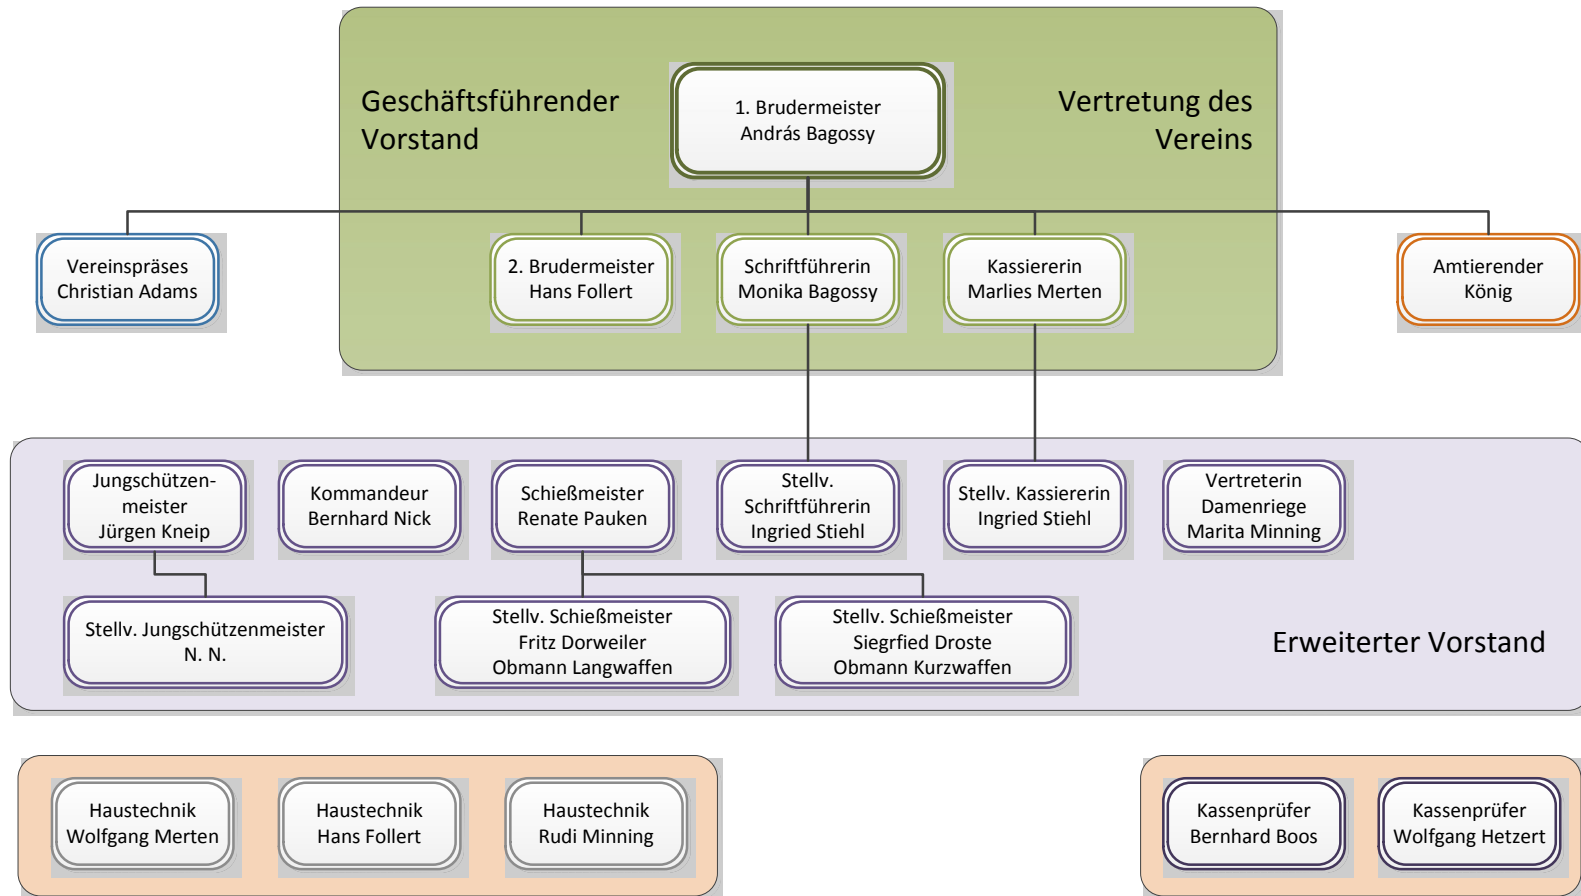 Geschäftsführender
Vorstand
1. Brudermeister
András Bagossy
Vertretung des
Vereins
Vereinspräses
Christian Adams
2. Brudermeister
Hans Follert
Schriftführerin
Monika Bagossy
Kassiererin
Marlies Merten
Amtierender
König
Jungschützen-
meister
Jürgen Kneip
Kommandeur
Bernhard Nick
Schießmeister
Renate Pauken
Stellv.
Schriftführerin
Ingried Stiehl
Stellv. Kassiererin
Ingried Stiehl
Vertreterin
Damenriege
Marita Minning
Stellv. Jungschützenmeister
N. N.
Stellv. Schießmeister
Fritz Dorweiler
Obmann Langwaffen
Stellv. Schießmeister
Siegrfied Droste
Obmann Kurzwaffen
Erweiterter Vorstand
Haustechnik
Wolfgang Merten
Haustechnik
Hans Follert
Haustechnik
Rudi Minning
Kassenprüfer
Bernhard Boos
Kassenprüfer
Wolfgang Hetzert